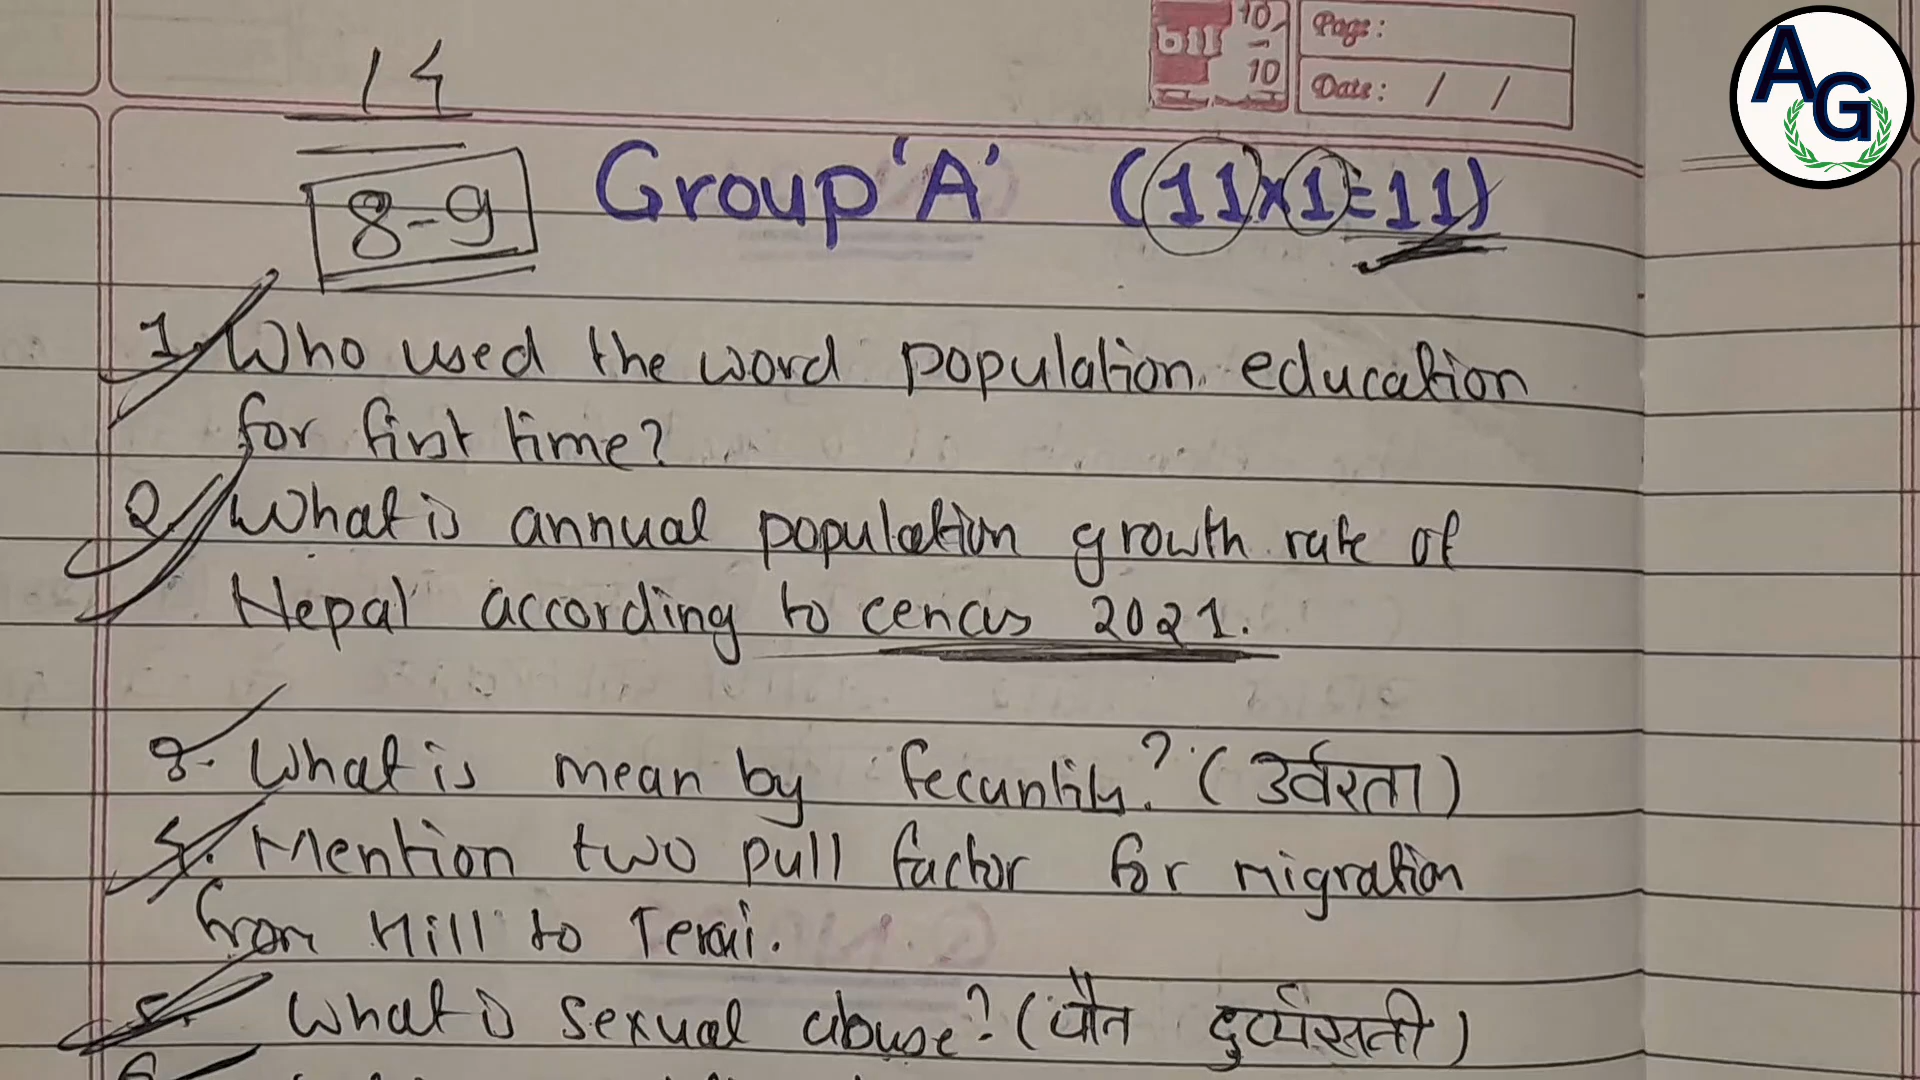 14
bil 10 - 10
Page:
Date: / /
AG
8-9 Group 'A' (11×1=11)
1. Who used the word population education
for first time?
2. What is annual population growth rate of
Nepal according to cencus 2021.
3. What is mean by fecuntity? (उर्वरता)
4. Mention two pull factor for migration
from Hill to Terai.
5. What is sexual abuse? (यौन
6.